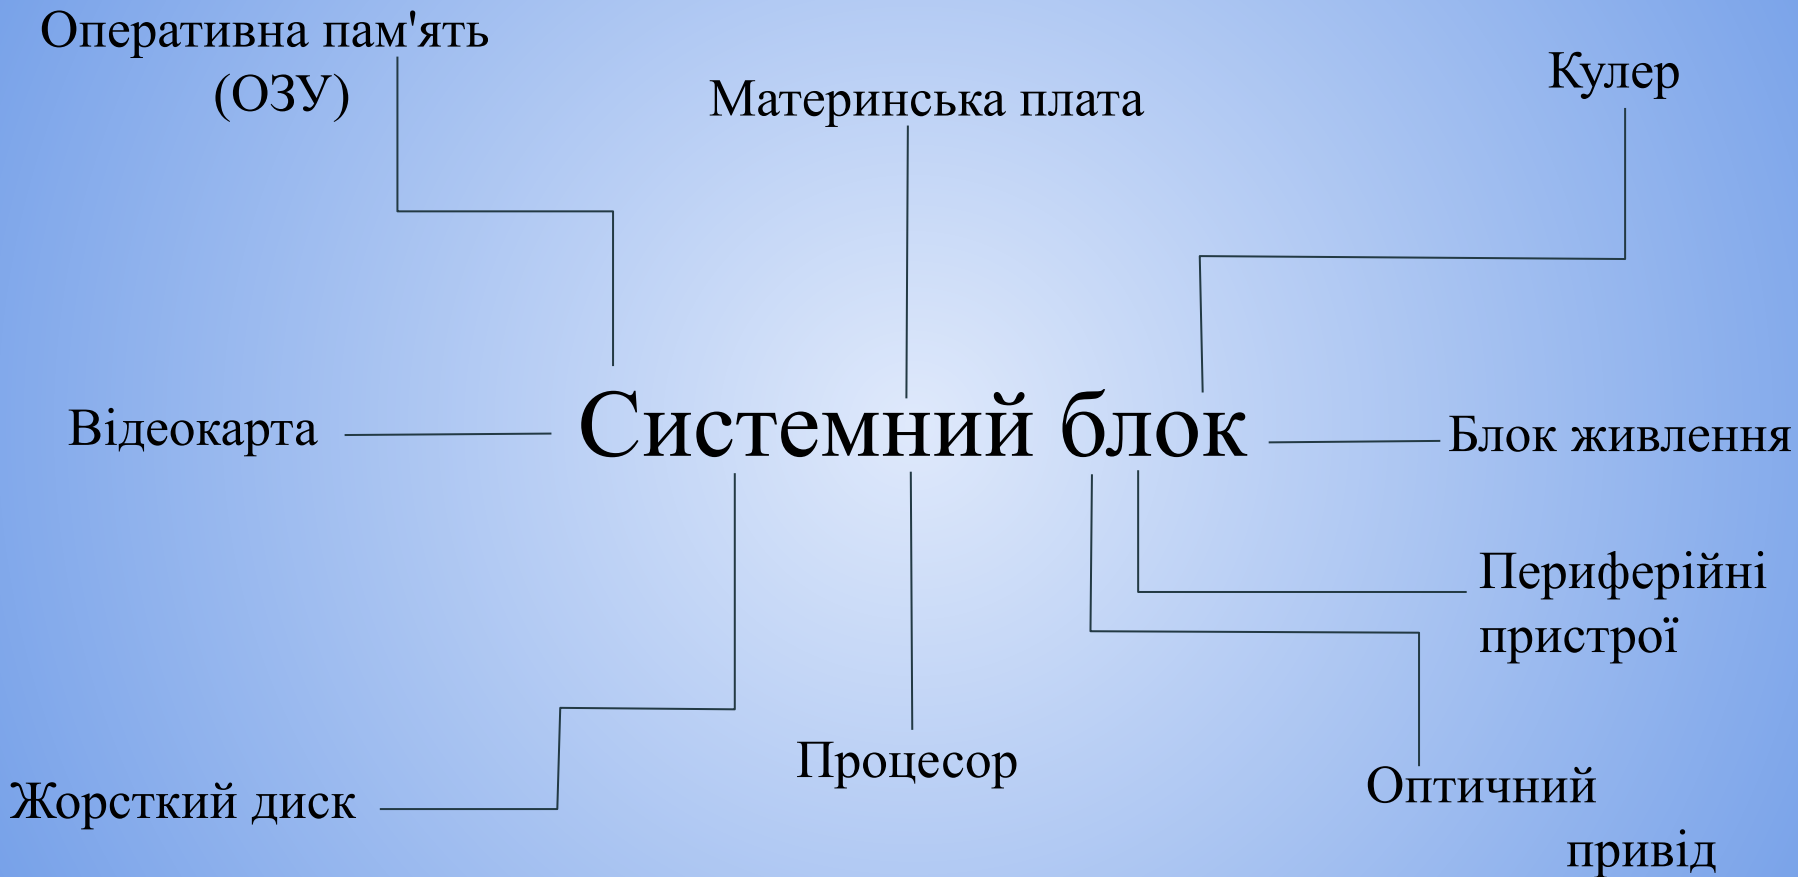 Оперативна пам'ять
(ОЗУ)
Материнська плата
Кулер
Відеокарта
Системний блок
Блок живлення
Периферійні
пристрої
Процесор
Жорсткий диск
Оптичний
привід